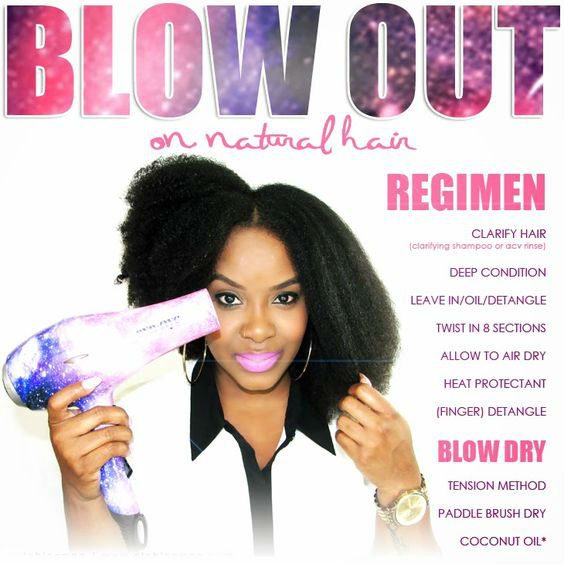 BLOW OUT
on natural hair
REGIMEN
CLARIFY HAIR
(clarifying shampoo or acv rinse)
DEEP CONDITION
LEAVE IN/OIL/DETANGLE
TWIST IN 8 SECTIONS
ALLOW TO AIR DRY
HEAT PROTECTANT
(FINGER) DETANGLE
BLOW DRY
TENSION METHOD
PADDLE BRUSH DRY
COCONUT OIL*